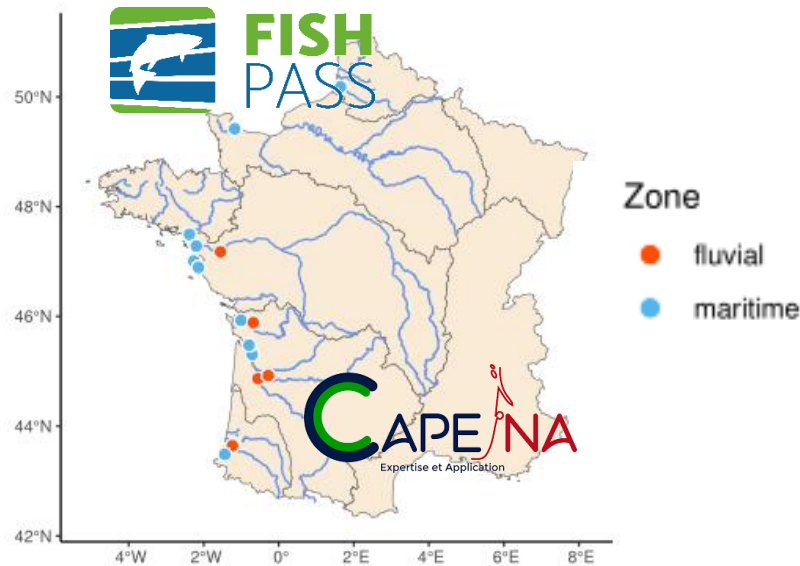 FISH
PASS
50°N
48°N
46°N
44°N
42°N
4°W
2°W
0°
2°E
4°E
6°E
8°E
Zone
fluvial
maritime
CAPENA
Expertise et Application